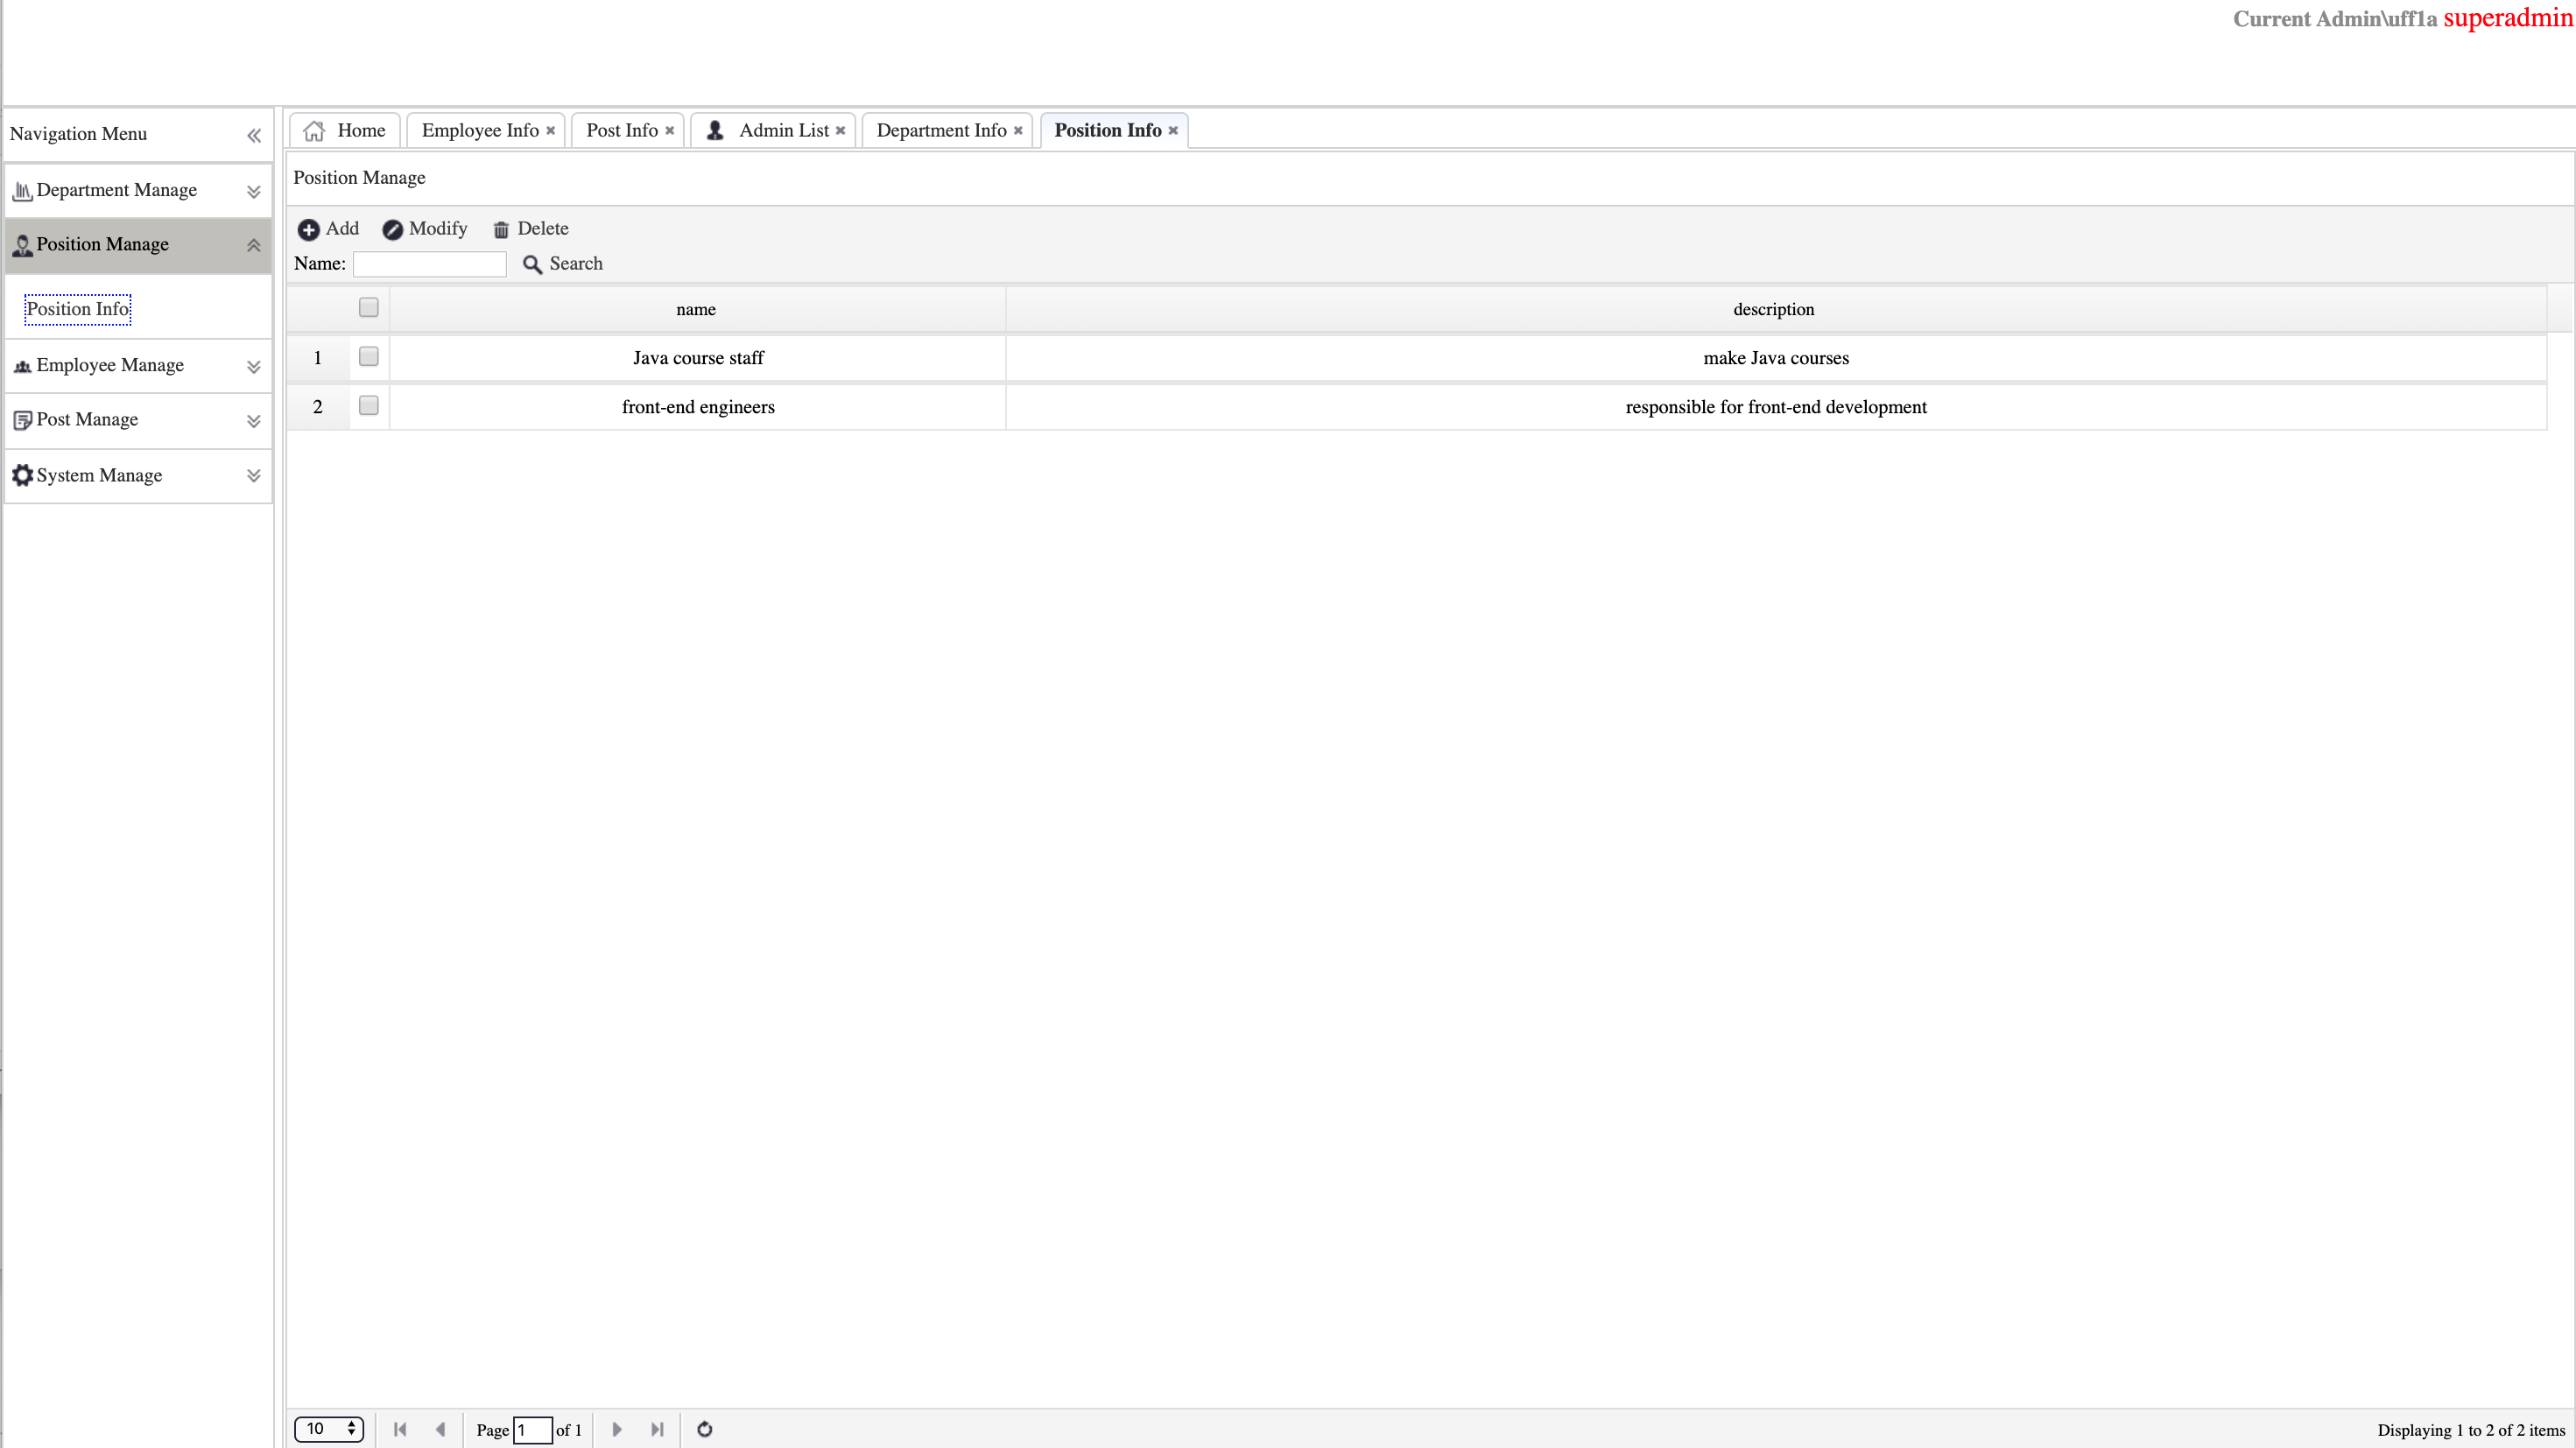 Current Admin\uff1a superadmin
Navigation Menu
Department Manage
Position Manage
Position Info
Employee Manage
Post Manage
System Manage
Home Employee Info Post Info Admin List Department Info Position Info
Position Manage
Add Modify Delete
Name: Search
name description
1 Java course staff make Java courses
2 front-end engineers responsible for front-end development
10 Page 1 of 1 Displaying 1 to 2 of 2 items